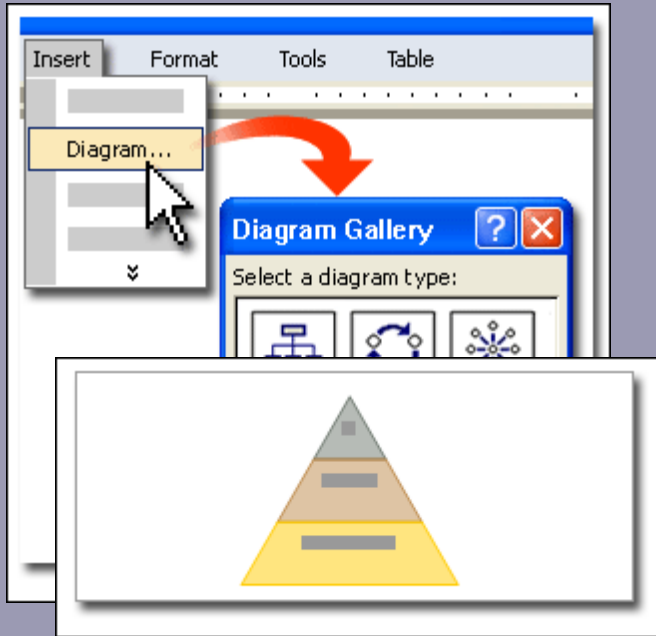 Insert Format Tools Table
Diagram...
Diagram Gallery ?
Select a diagram type: